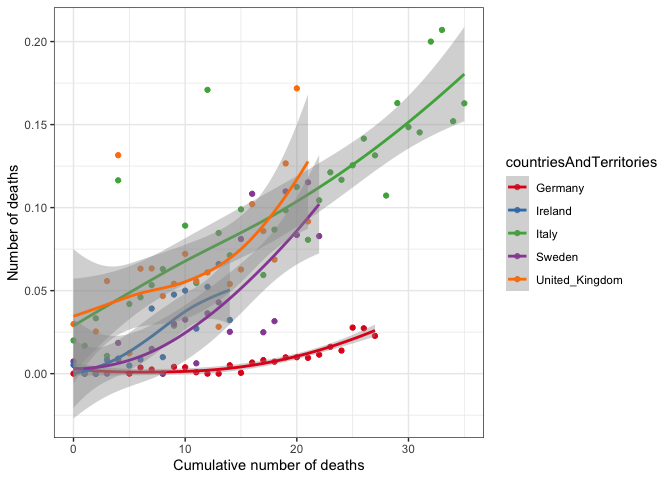 0.20
0.15
0.10
0.05
0.00
Number of deaths
0
10
20
30
Cumulative number of deaths
countriesAndTerritories
Germany
Ireland
Italy
Sweden
United_Kingdom